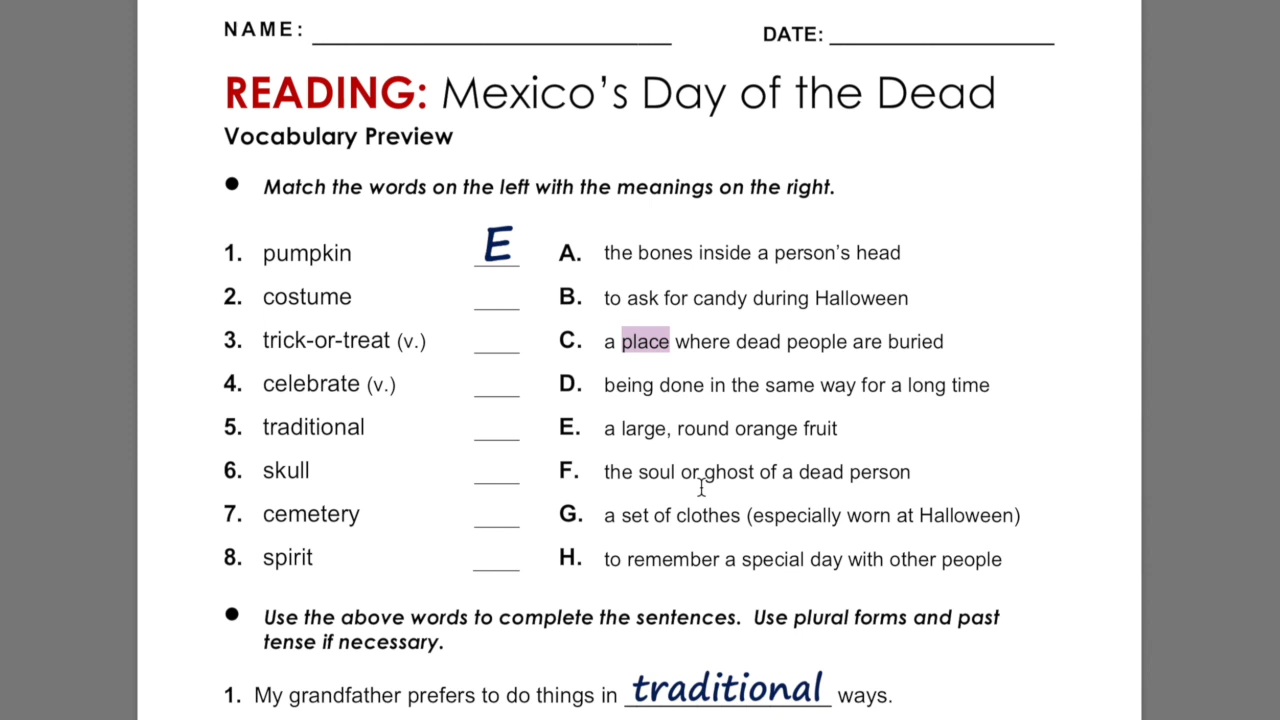 NAME: ____________ DATE: ____________
READING: Mexico's Day of the Dead
Vocabulary Preview
● Match the words on the left with the meanings on the right.
1. pumpkin E A. the bones inside a person's head
2. costume ____ B. to ask for candy during Halloween
3. trick-or-treat (v.) ____ C. a place where dead people are buried
4. celebrate (v.) ____ D. being done in the same way for a long time
5. traditional ____ E. a large, round orange fruit
6. skull ____ F. the soul or ghost of a dead person
7. cemetery ____ G. a set of clothes (especially worn at Halloween)
8. spirit ____ H. to remember a special day with other people
● Use the above words to complete the sentences. Use plural forms and past
tense if necessary.
1. My grandfather prefers to do things in traditional ways.